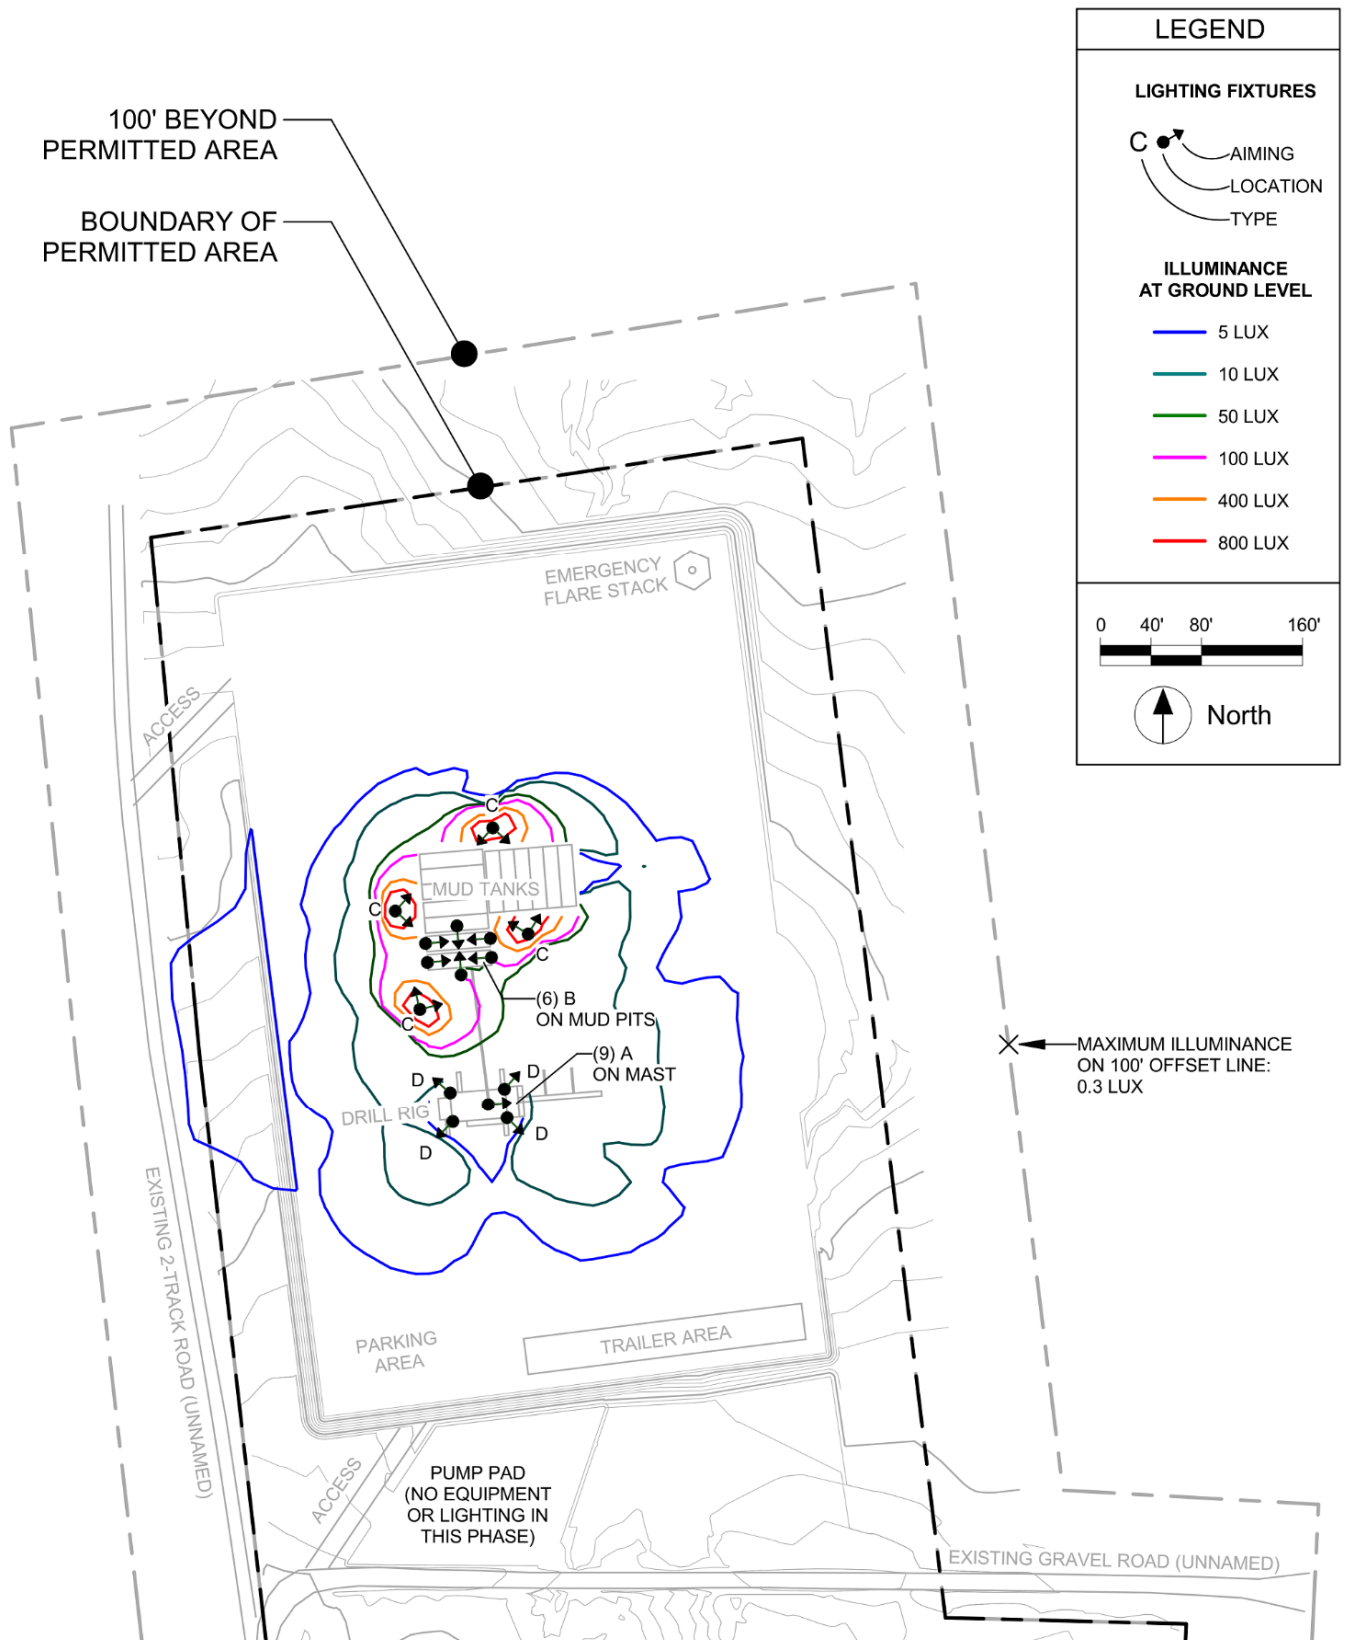 LEGEND
LIGHTING FIXTURES
C
AIMING
LOCATION
TYPE
ILLUMINANCE
AT GROUND LEVEL
5 LUX
10 LUX
50 LUX
100 LUX
400 LUX
800 LUX
0 40' 80' 160'
North
100' BEYOND
PERMITTED AREA
BOUNDARY OF
PERMITTED AREA
EMERGENCY
FLARE STACK
ACCESS
C
MUD TANKS
C
C
(6) B
ON MUD PITS
C
(9) A
ON MAST
D
D
DRILL RIG
D
D
MAXIMUM ILLUMINANCE
ON 100' OFFSET LINE:
0.3 LUX
EXISTING 2-TRACK ROAD (UNNAMED)
PARKING
AREA
TRAILER AREA
ACCESS
PUMP PAD
(NO EQUIPMENT
OR LIGHTING IN
THIS PHASE)
EXISTING GRAVEL ROAD (UNNAMED)